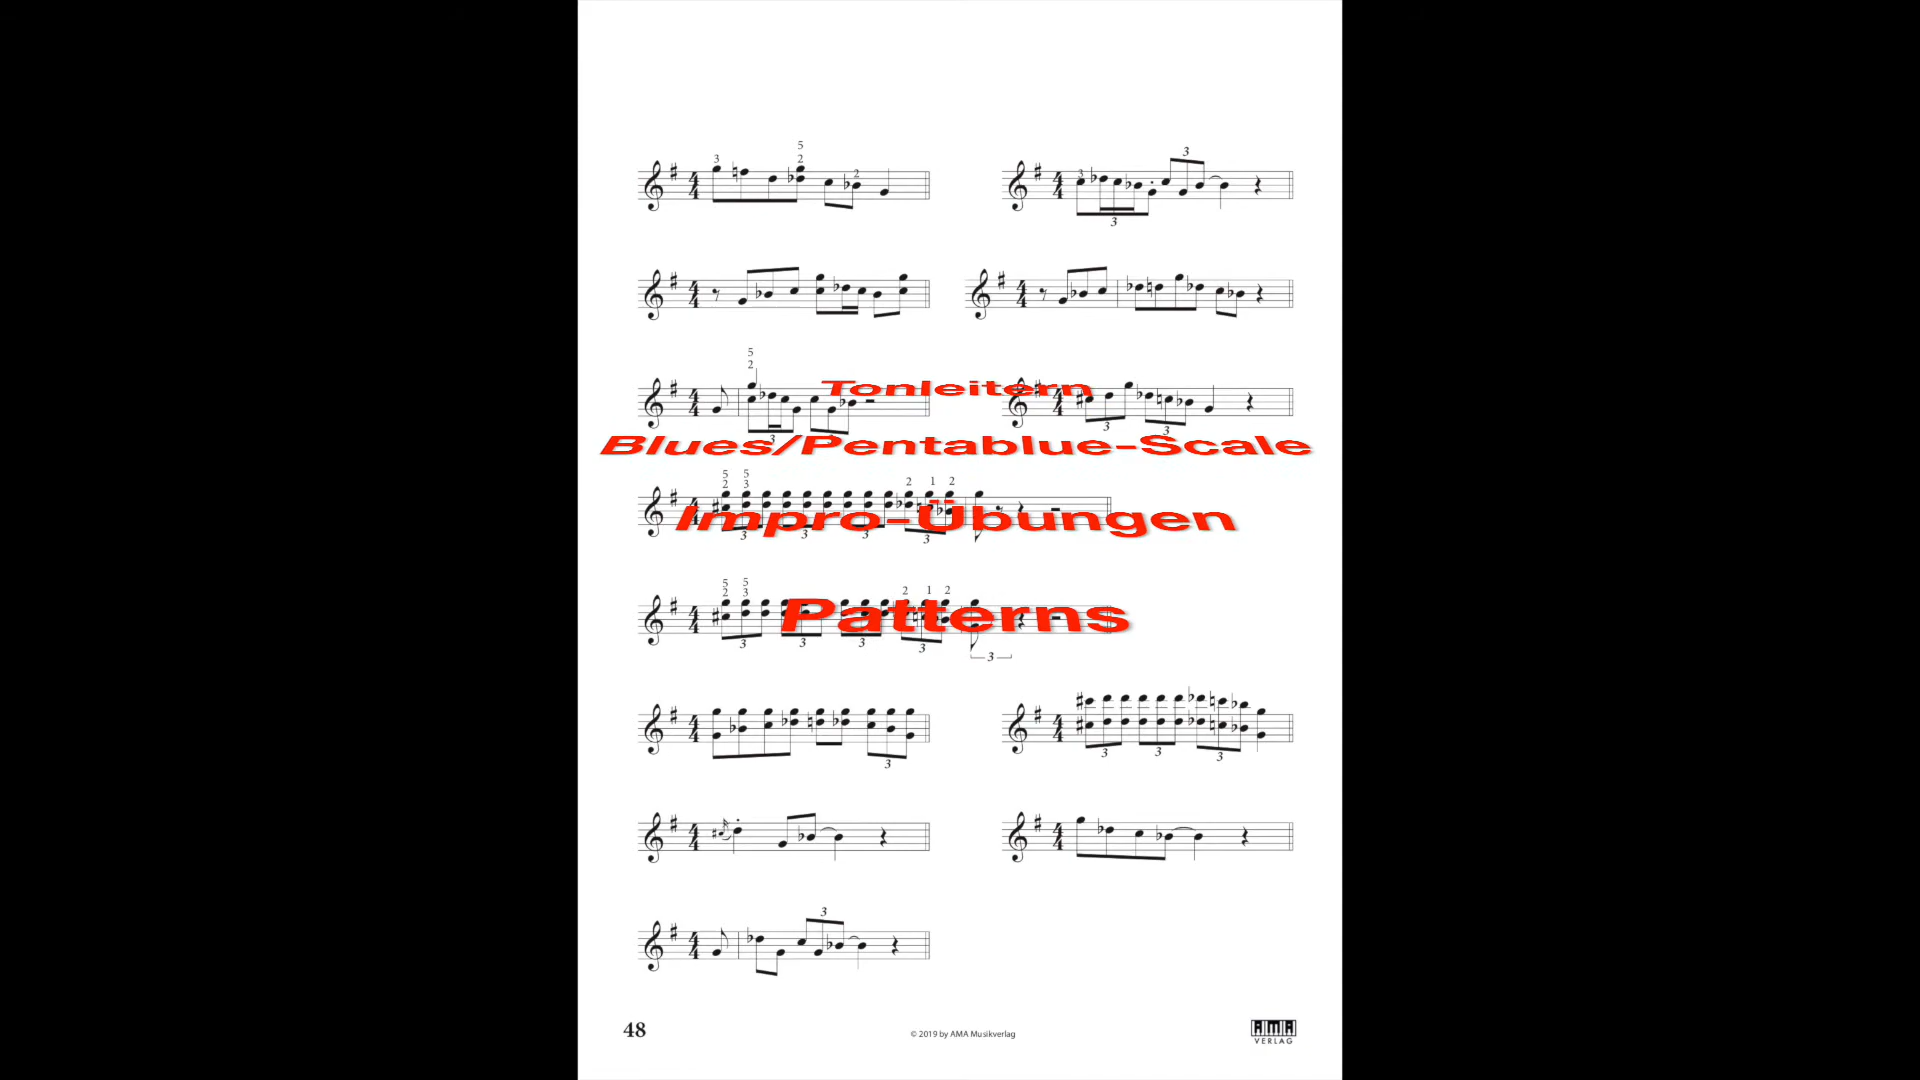 Tonleitern
Blues/Pentablue-Scale
Impro-Übungen
Patterns
48
© 2019 by AMA Musikverlag
AMA
VERLAG